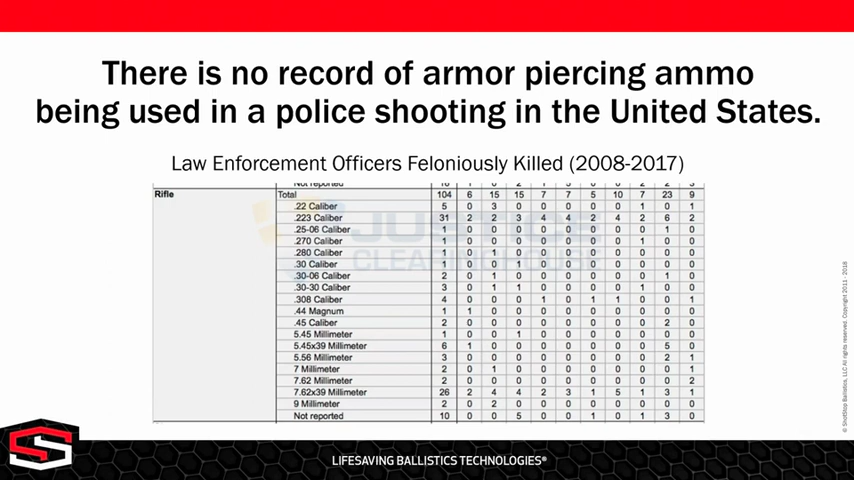 There is no record of armor piercing ammo
being used in a police shooting in the United States.
Law Enforcement Officers Feloniously Killed (2008-2017)
Not reported
Rifle Total 104 6 15 15 7 7 5 10 7 23 9
.22 Caliber 5 0 3 0 0 0 0 0 1 0 1
.223 Caliber 31 2 2 3 4 4 2 4 2 6 2
.25-06 Caliber 1 0 0 0 0 0 0 0 0 1 0
.270 Caliber 1 0 0 0 0 0 0 0 1 0 0
.280 Caliber 1 0 1 0 0 0 0 0 0 0 0
.30 Caliber 1 0 0 1 0 0 0 0 0 0 0
.30-06 Caliber 2 0 1 0 0 0 0 0 0 1 0
.30-30 Caliber 3 0 1 1 0 0 0 0 1 0 0
.308 Caliber 4 0 0 0 1 0 1 1 0 0 1
.44 Magnum 1 1 0 0 0 0 0 0 0 0 0
.45 Caliber 2 0 0 0 0 0 0 0 0 2 0
5.45 Millimeter 1 0 0 1 0 0 0 0 0 0 0
5.45x39 Millimeter 6 1 0 0 0 0 0 0 0 5 0
5.56 Millimeter 3 0 0 0 0 0 0 0 0 2 1
7 Millimeter 2 0 1 0 0 0 0 0 0 0 1
7.62 Millimeter 2 0 0 0 0 0 0 0 0 0 2
7.62x39 Millimeter 26 2 4 4 2 3 1 5 1 3 1
9 Millimeter 2 0 2 0 0 0 0 0 0 0 0
Not reported 10 0 0 5 0 0 1 0 1 3 0
JUSTICE
CLEARINGHOUSE
© ShotStop Ballistics, LLC All rights reserved. Copyright 2011 - 2018
LIFESAVING BALLISTICS TECHNOLOGIES®